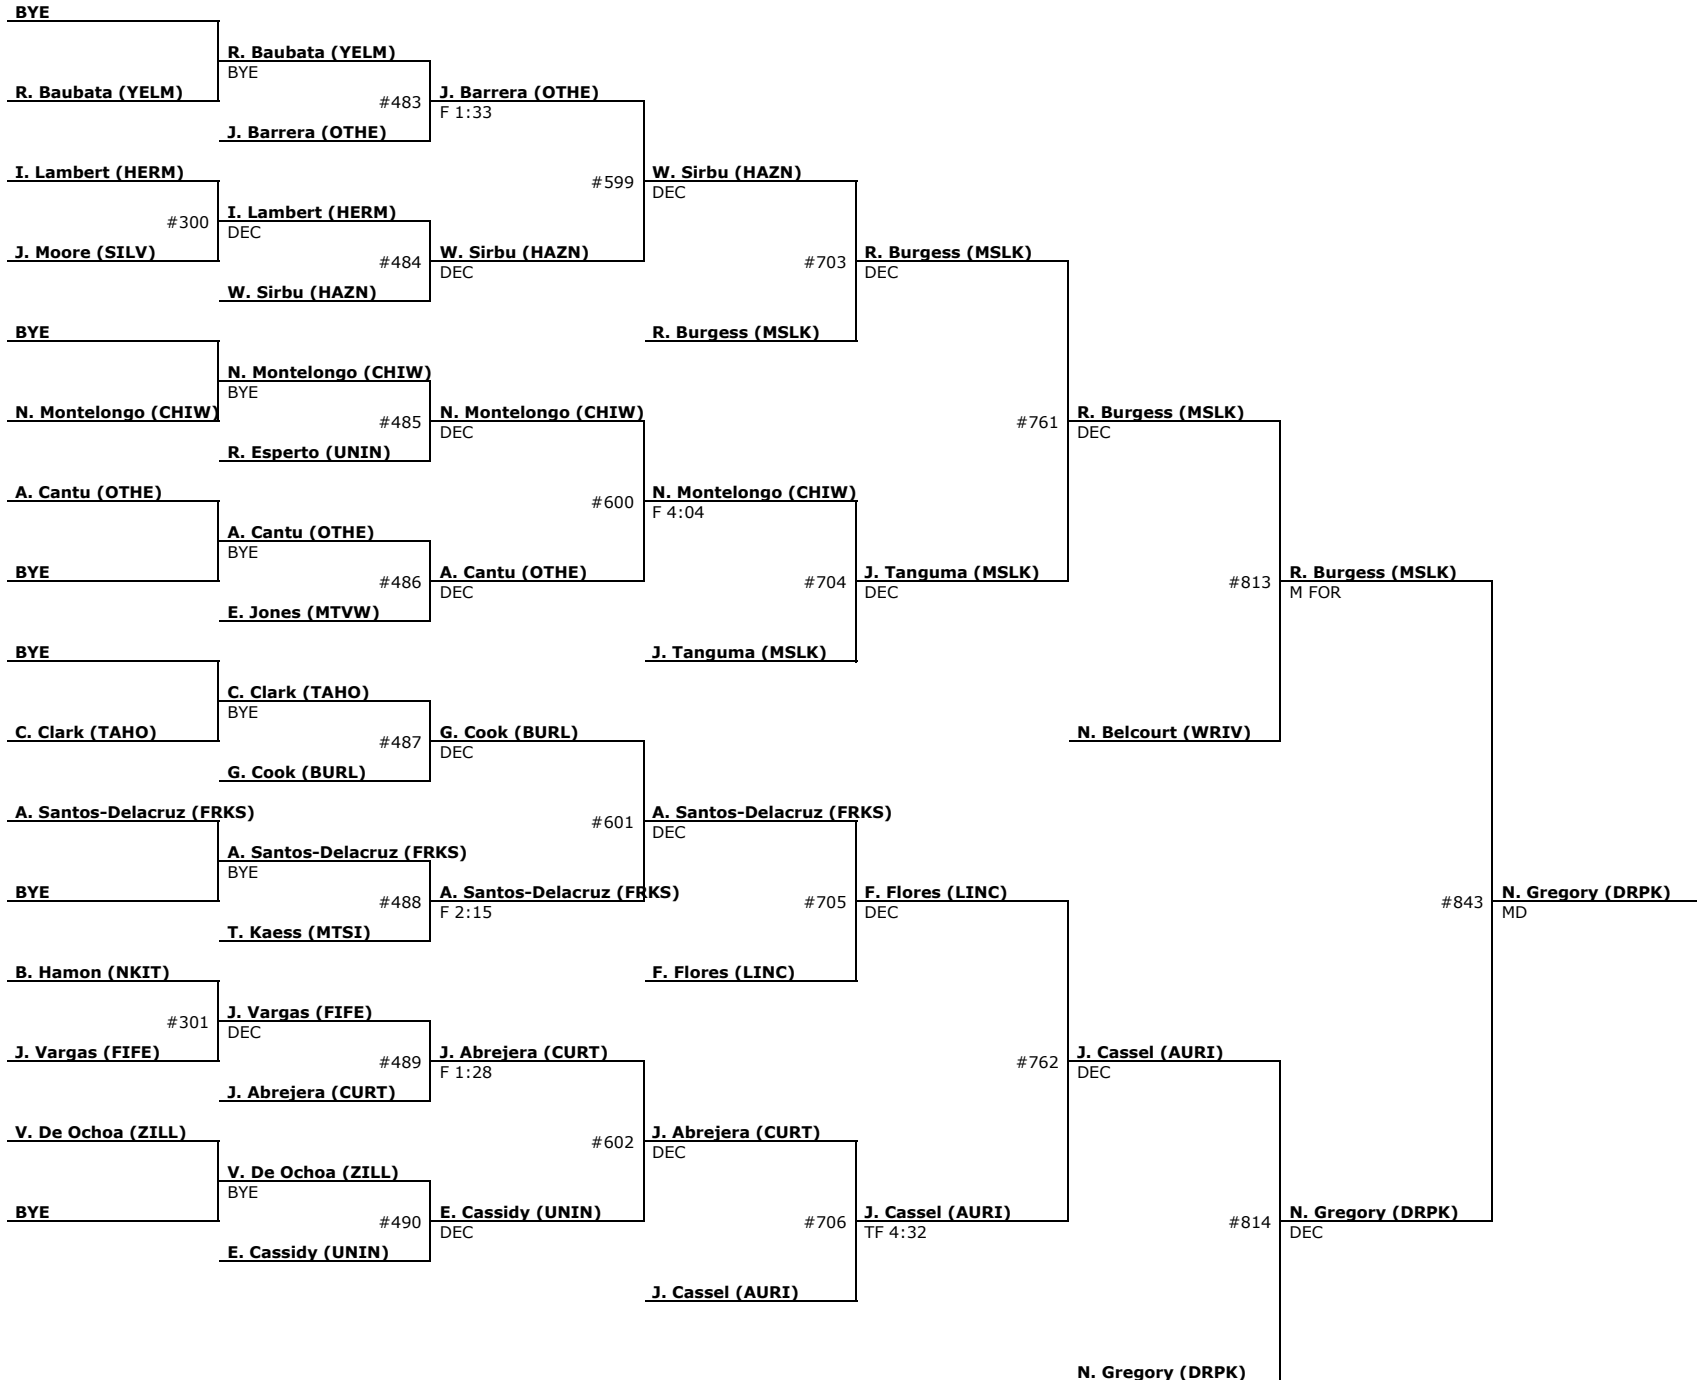 BYE
R. Baubata (YELM)
BYE
R. Baubata (YELM)
#483
J. Barrera (OTHE)
F 1:33
J. Barrera (OTHE)
I. Lambert (HERM)
#599
W. Sirbu (HAZN)
DEC
#300
I. Lambert (HERM)
DEC
J. Moore (SILV)
#484
W. Sirbu (HAZN)
DEC
#703
R. Burgess (MSLK)
DEC
W. Sirbu (HAZN)
BYE
R. Burgess (MSLK)
N. Montelongo (CHIW)
BYE
N. Montelongo (CHIW)
#485
N. Montelongo (CHIW)
DEC
#761
R. Burgess (MSLK)
DEC
R. Esperto (UNIN)
A. Cantu (OTHE)
#600
N. Montelongo (CHIW)
F 4:04
A. Cantu (OTHE)
BYE
BYE
#486
A. Cantu (OTHE)
DEC
#704
J. Tanguma (MSLK)
DEC
#813
R. Burgess (MSLK)
M FOR
E. Jones (MTVW)
BYE
J. Tanguma (MSLK)
C. Clark (TAHO)
BYE
C. Clark (TAHO)
#487
G. Cook (BURL)
DEC
N. Belcourt (WRIV)
G. Cook (BURL)
A. Santos-Delacruz (FRKS)
#601
A. Santos-Delacruz (FRKS)
DEC
A. Santos-Delacruz (FRKS)
BYE
BYE
#488
A. Santos-Delacruz (FRKS)
F 2:15
#705
F. Flores (LINC)
DEC
#843
N. Gregory (DRPK)
MD
T. Kaess (MTSI)
B. Hamon (NKIT)
F. Flores (LINC)
#301
J. Vargas (FIFE)
DEC
J. Vargas (FIFE)
#489
J. Abrejera (CURT)
F 1:28
#762
J. Cassel (AURI)
DEC
J. Abrejera (CURT)
V. De Ochoa (ZILL)
#602
J. Abrejera (CURT)
DEC
V. De Ochoa (ZILL)
BYE
BYE
#490
E. Cassidy (UNIN)
DEC
#706
J. Cassel (AURI)
TF 4:32
#814
N. Gregory (DRPK)
DEC
E. Cassidy (UNIN)
J. Cassel (AURI)
N. Gregory (DRPK)